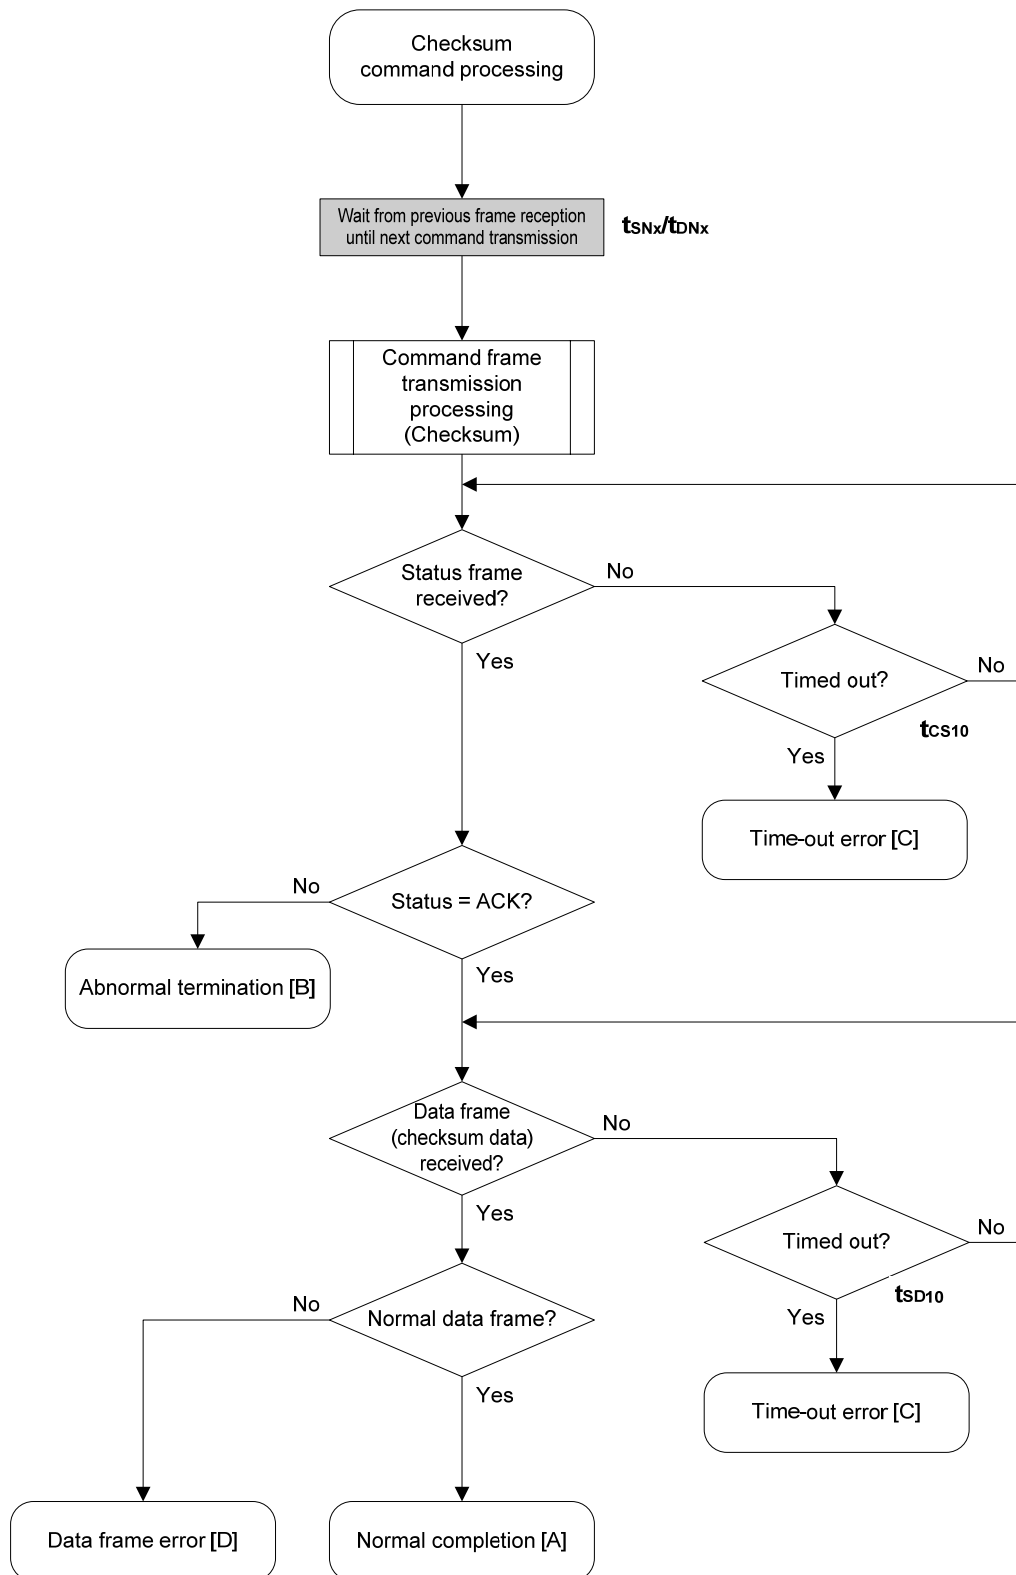 Checksum
command processing
Wait from previous frame reception
until next command transmission
tSNx/tDNx
Command frame
transmission
processing
(Checksum)
Status frame
received?
No
Yes
Timed out?
No
tCS10
Yes
Time-out error [C]
Status = ACK?
No
Abnormal termination [B]
Yes
Data frame
(checksum data)
received?
No
Yes
Timed out?
No
tSD10
Yes
Time-out error [C]
Normal data frame?
No
Yes
Data frame error [D]
Normal completion [A]